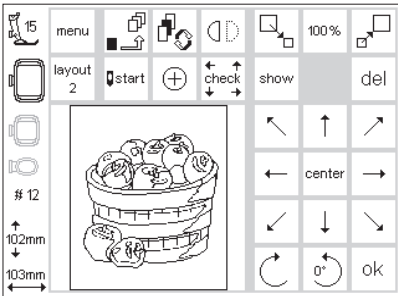 15
menu
100%
layout
2
start
check
show
del
# 12
102mm
103mm
center
0°
ok